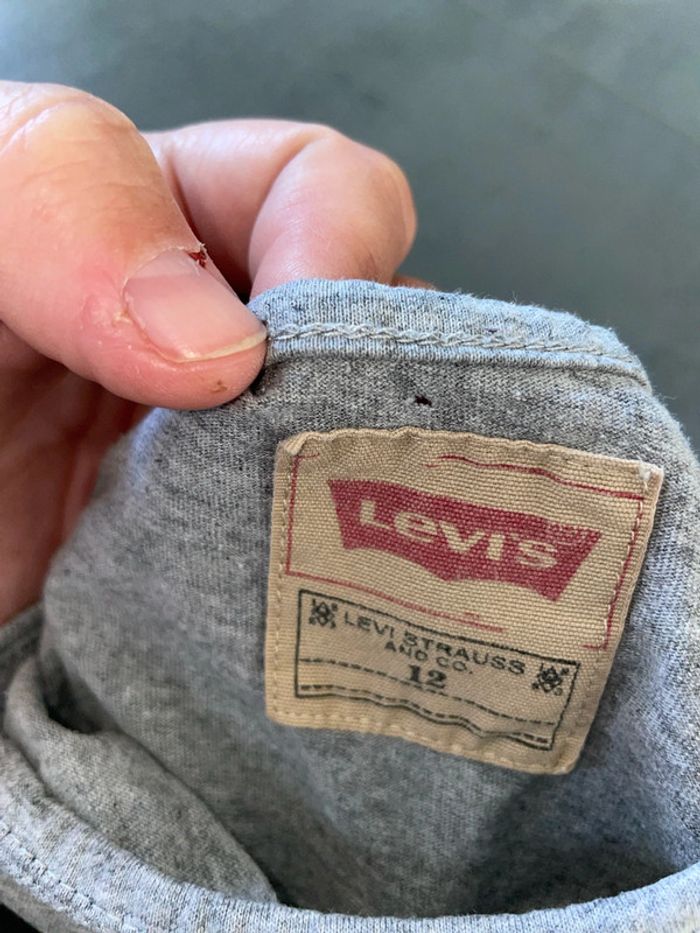 Levi's
LEVI STRAUSS
AND CO.
12